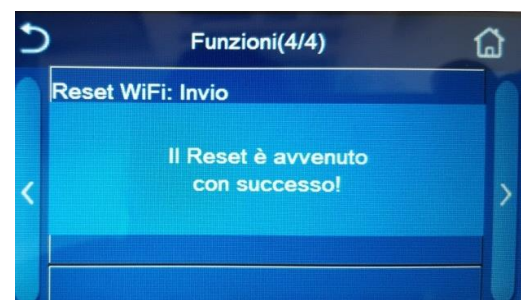 Funzioni(4/4)
Reset WiFi: Invio
Il Reset è avvenuto
con successo!